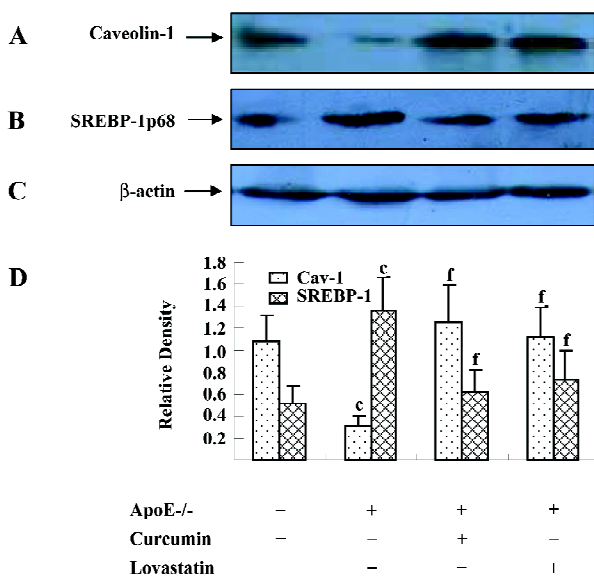 A Caveolin-1
B SREBP-1p68
C β-actin
D
Relative Density
1.8
1.6
1.4
1.2
1.0
0.8
0.6
0.4
0.2
Cav-1
SREBP-1
c
c
f
f
f
f
ApoE-/- – + + +
Curcumin – – + –
Lovastatin – –